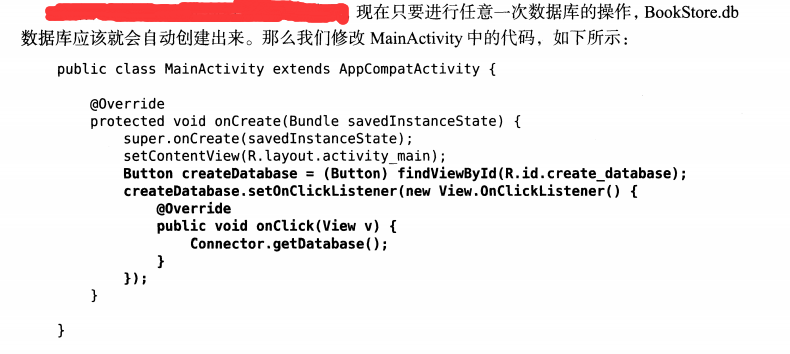 现在只要进行任意一次数据库的操作，BookStore.db
数据库应该就会自动创建出来。那么我们修改 MainActivity 中的代码，如下所示：
public class MainActivity extends AppCompatActivity {
@Override
protected void onCreate(Bundle savedInstanceState) {
super.onCreate(savedInstanceState);
setContentView(R.layout.activity_main);
Button createDatabase = (Button) findViewById(R.id.create_database);
createDatabase.setOnClickListener(new View.OnClickListener() {
@Override
public void onClick(View v) {
Connector.getDatabase();
}
});
}
}